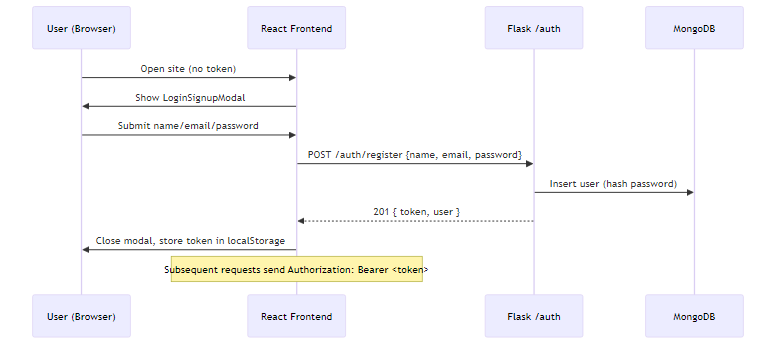 User (Browser)
React Frontend
Flask /auth
MongoDB
Open site (no token)
Show LoginSignupModal
Submit name/email/password
POST /auth/register {name, email, password}
Insert user (hash password)
201 { token, user }
Close modal, store token in localStorage
Subsequent requests send Authorization: Bearer <token>
User (Browser)
React Frontend
Flask /auth
MongoDB